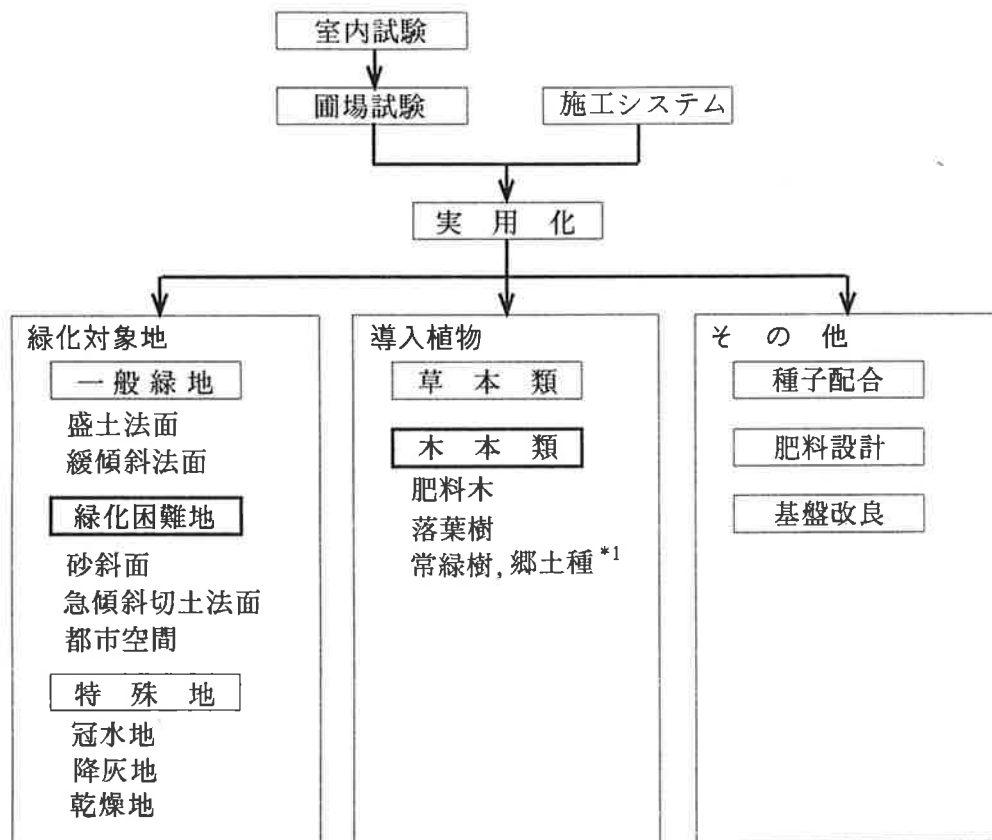 室内試験
圃場試験
施工システム
実用化
緑化対象地
一般緑地
盛土法面
緩傾斜法面
緑化困難地
砂斜面
急傾斜切土法面
都市空間
特殊地
冠水地
降灰地
乾燥地
導入植物
草本類
木本類
肥料木
落葉樹
常緑樹,郷土種*1
その他
種子配合
肥料設計
基盤改良